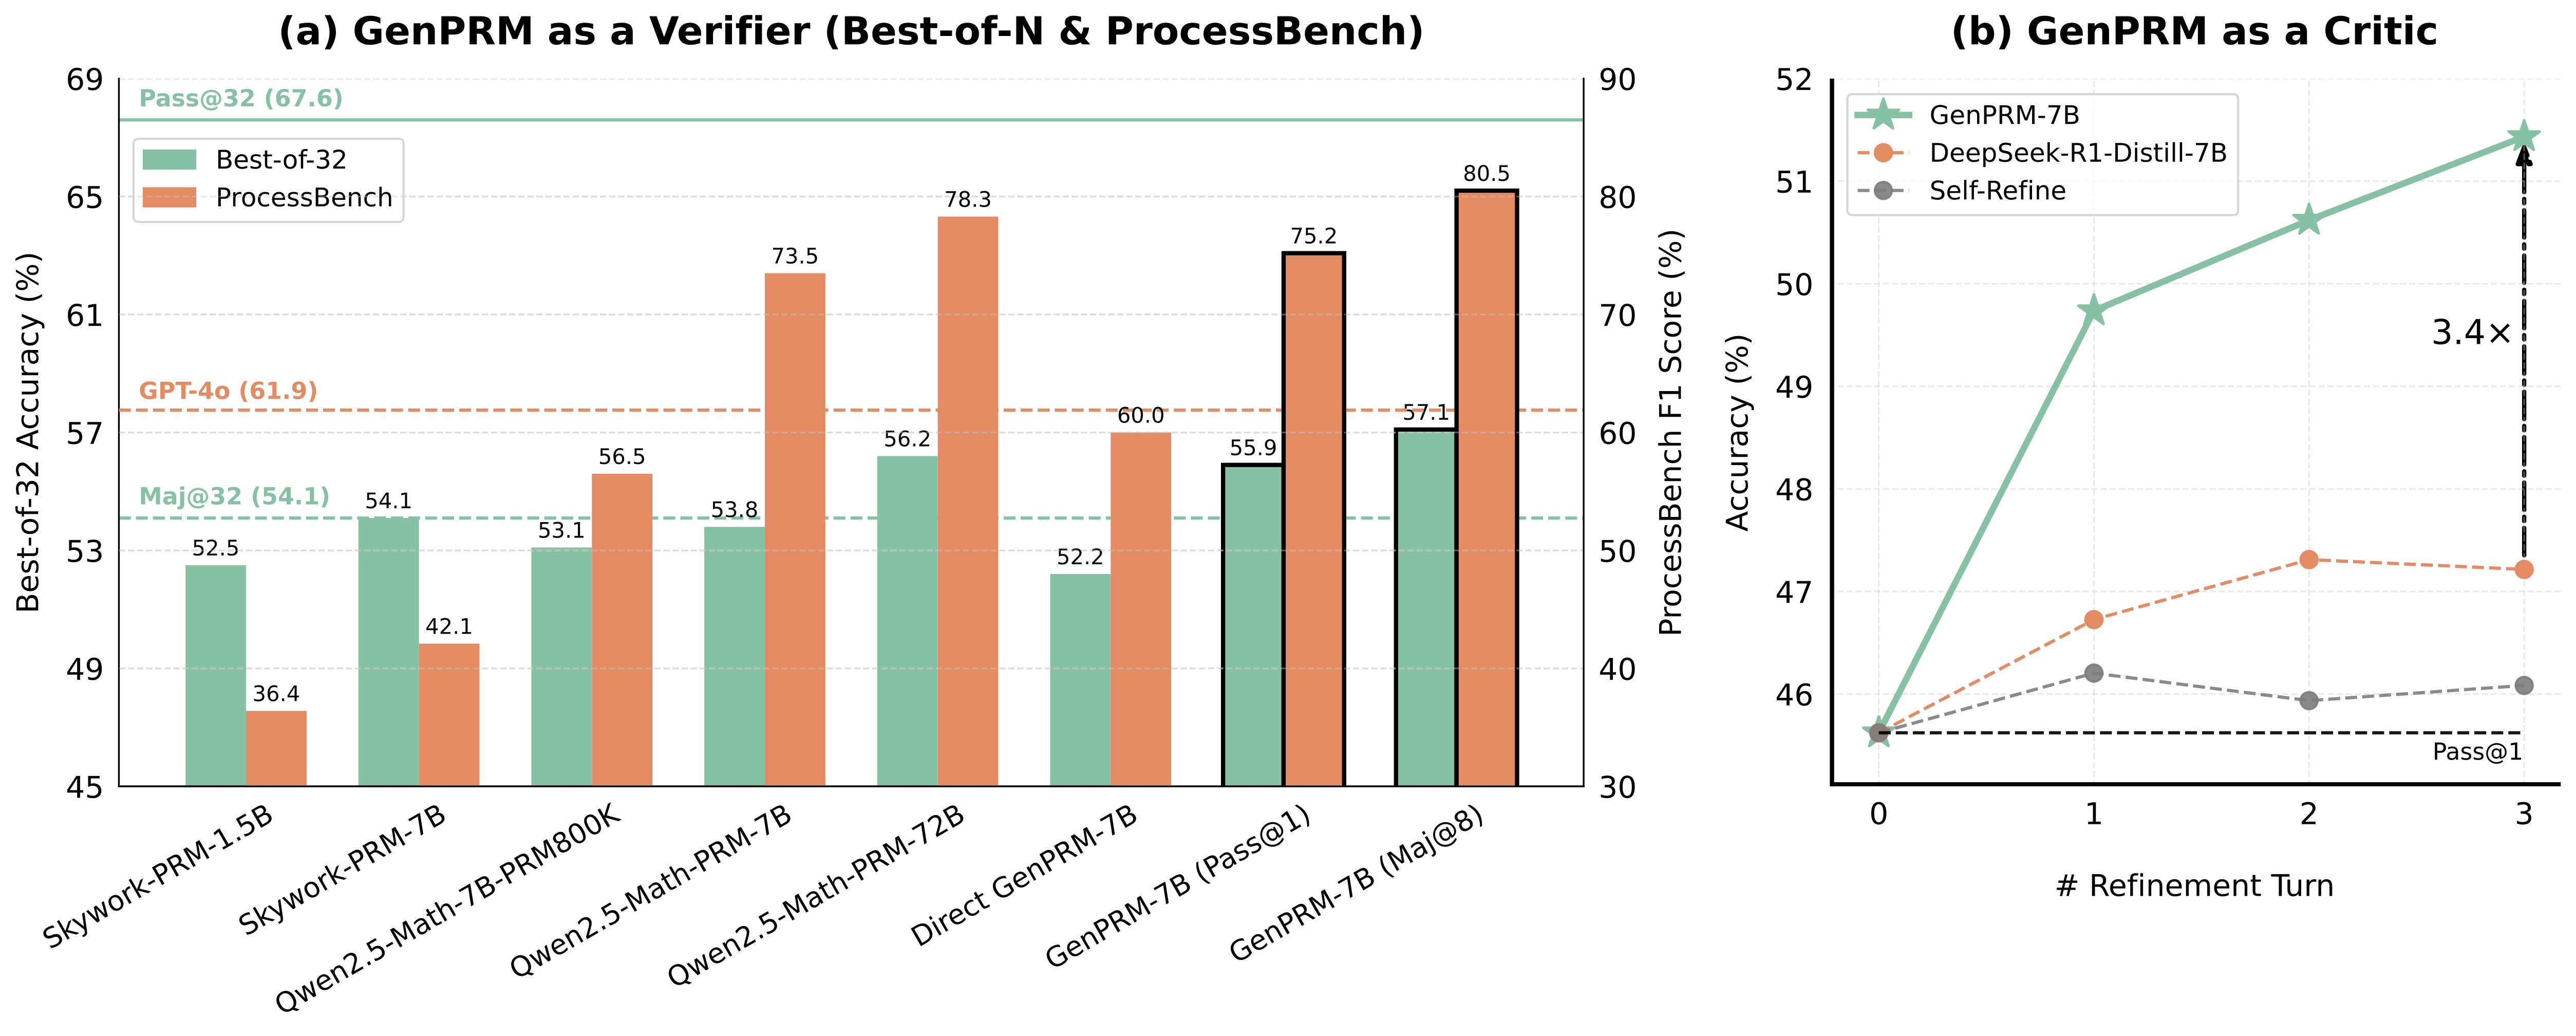 (a) GenPRM as a Verifier (Best-of-N & ProcessBench)
Best-of-32 Accuracy (%)
69
65
61
57
53
49
45
Pass@32 (67.6)
Best-of-32
ProcessBench
GPT-4o (61.9)
Maj@32 (54.1)
52.5
36.4
54.1
42.1
53.1
56.5
53.8
73.5
56.2
78.3
52.2
60.0
55.9
75.2
57.1
80.5
90
80
70
60
50
40
30
ProcessBench F1 Score (%)
Skywork-PRM-1.5B
Skywork-PRM-7B
Qwen2.5-Math-7B-PRM800K
Qwen2.5-Math-PRM-7B
Qwen2.5-Math-PRM-72B
Direct GenPRM-7B
GenPRM-7B (Pass@1)
GenPRM-7B (Maj@8)
(b) GenPRM as a Critic
Accuracy (%)
52
51
50
49
48
47
46
GenPRM-7B
DeepSeek-R1-Distill-7B
Self-Refine
3.4×
Pass@1
0
1
2
3
# Refinement Turn